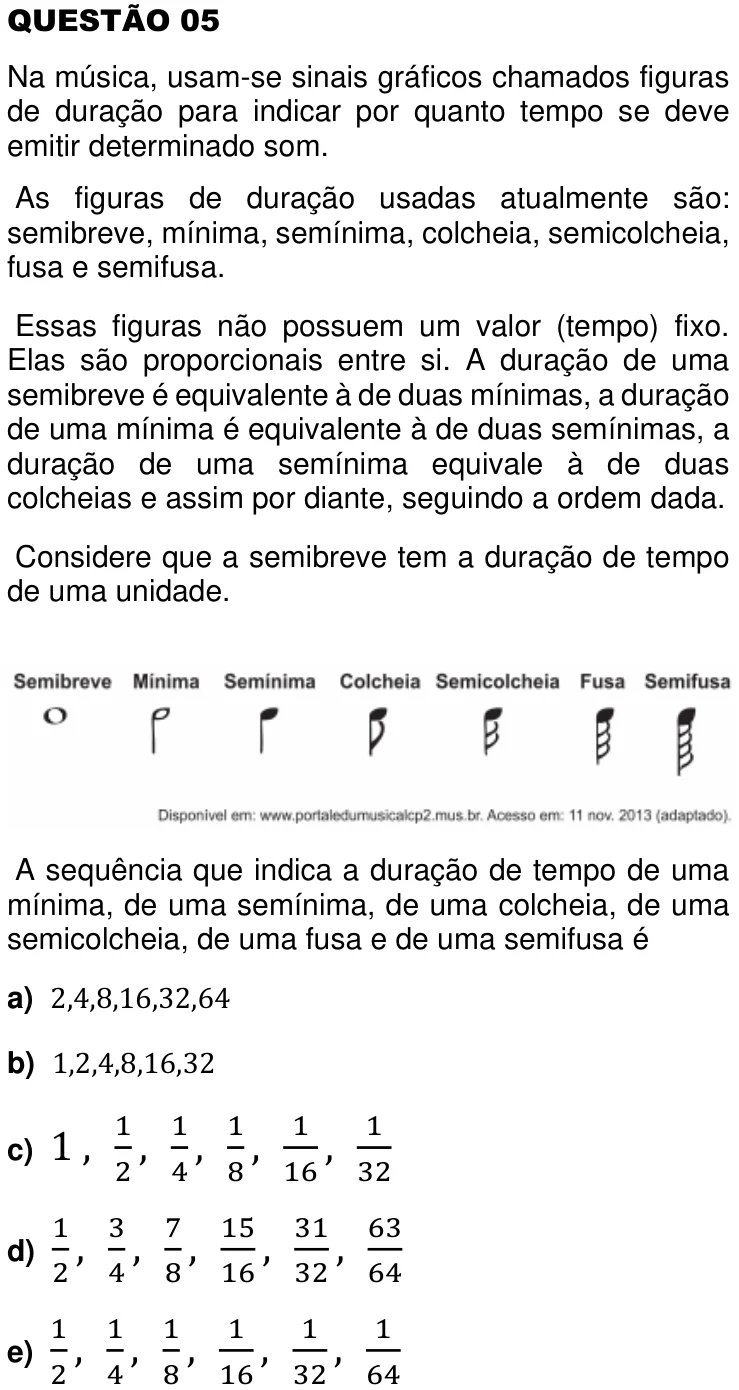 QUESTÃO 05
Na música, usam-se sinais gráficos chamados figuras
de duração para indicar por quanto tempo se deve
emitir determinado som.
As figuras de duração usadas atualmente são:
semibreve, mínima, semínima, colcheia, semicolcheia,
fusa e semifusa.
Essas figuras não possuem um valor (tempo) fixo.
Elas são proporcionais entre si. A duração de uma
semibreve é equivalente à de duas mínimas, a duração
de uma mínima é equivalente à de duas semínimas, a
duração de uma semínima equivale à de duas
colcheias e assim por diante, seguindo a ordem dada.
Considere que a semibreve tem a duração de tempo
de uma unidade.
Semibreve Mínima Semínima Colcheia Semicolcheia Fusa Semifusa
Disponível em: www.portaledumusicalcp2.mus.br. Acesso em: 11 nov. 2013 (adaptado).
A sequência que indica a duração de tempo de uma
mínima, de uma semínima, de uma colcheia, de uma
semicolcheia, de uma fusa e de uma semifusa é
a) 2,4,8,16,32,64
b) 1,2,4,8,16,32
c) 1, 1/2, 1/4, 1/8, 1/16, 1/32
d) 1/2, 3/4, 7/8, 15/16, 31/32, 63/64
e) 1/2, 1/4, 1/8, 1/16, 1/32, 1/64